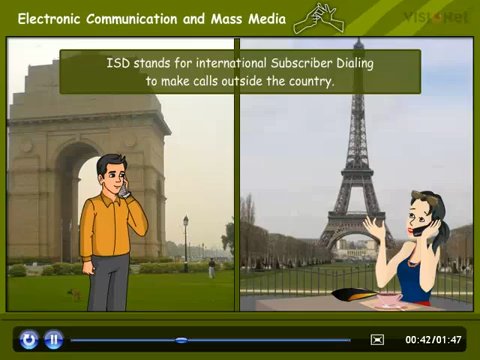 Electronic Communication and Mass Media
VISIONet
ISD stands for international Subscriber Dialing
to make calls outside the country.
00:42/01:47